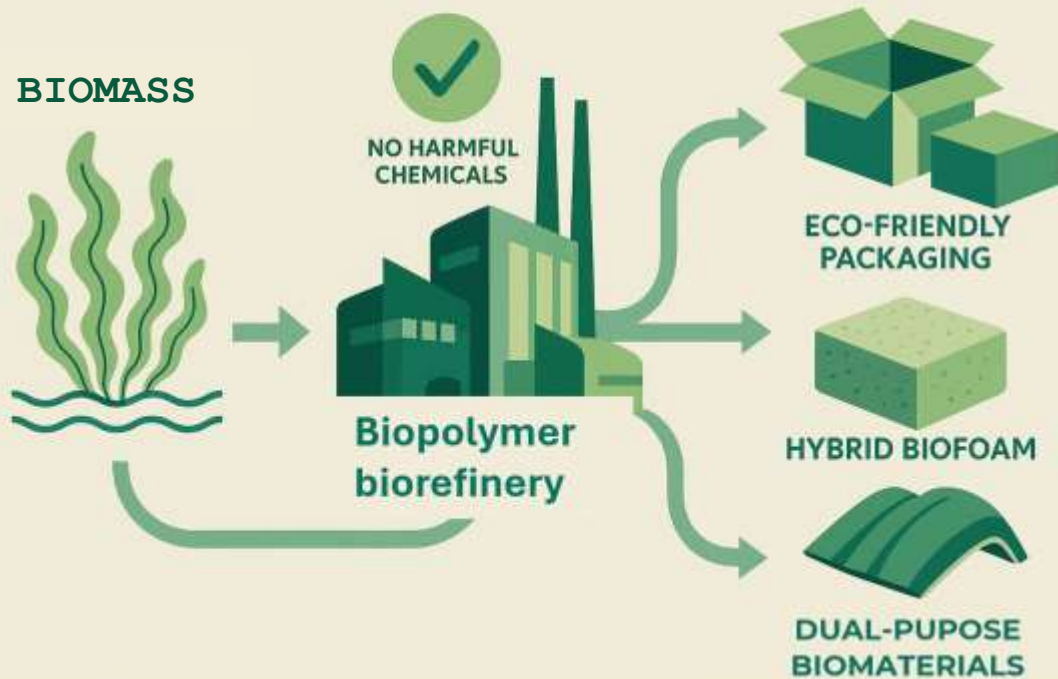 BIOMASS
NO HARMFUL
CHEMICALS
Biopolymer
biorefinery
ECO-FRIENDLY
PACKAGING
HYBRID BIOFOAM
DUAL-PUPOSE
BIOMATERIALS